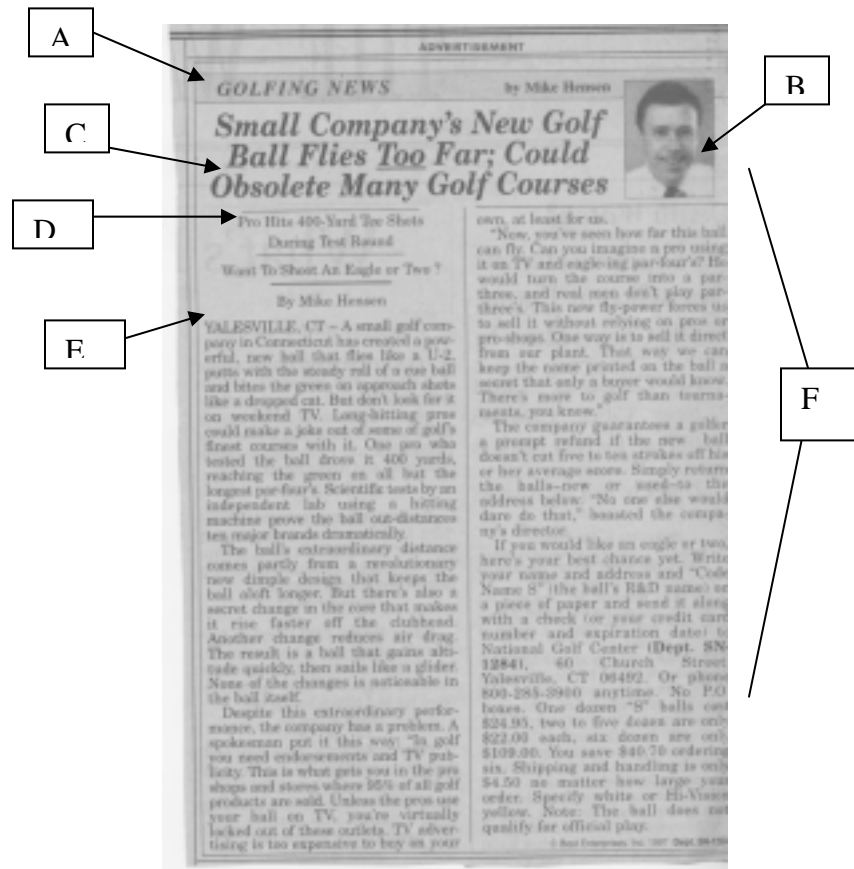 ADVERTISEMENT
A
GOLFING NEWS
by Mike Hensen
B
C
Small Company's New Golf
Ball Flies Too Far; Could
Obsolete Many Golf Courses
D
Pro Hits 400-Yard Tee Shots
During Test Round
Want To Shoot An Eagle or Two?
By Mike Hensen
E
YALESVILLE, CT – A small golf com-
pany in Connecticut has created a pow-
erful, new ball that flies like a U-2,
putts with the steady roll of a cue ball
and bites the green on approach shots
like a dropped cat. But don't look for it
on weekend TV. Long-hitting pros
could make a joke out of some of golf's
finest courses with it. One pro who
tested the ball drove it 400 yards,
reaching the green on all but the
longest par-four's. Scientific tests by an
independent lab using a hitting
machine prove the ball out-distances
ten major brands dramatically.
The ball's extraordinary distance
comes partly from a revolutionary
new dimple design that keeps the
ball aloft longer. But there's also a
secret change in the core that makes
it rise faster off the clubhead.
Another change reduces air drag.
The result is a ball that gains alti-
tude quickly, then sails like a glider.
None of the changes is noticeable in
the ball itself.
Despite this extraordinary perfor-
mance, the company has a problem. A
spokesman put it this way: "In golf
you need endorsements and TV pub-
licity. This is what gets you in the pro
shops and stores where 95% of all golf
products are sold. Unless the pros use
your ball on TV, you're virtually
locked out of these outlets. TV adver-
tising is too expensive to buy on your
own, at least for us.
"Now, you've seen how far this ball
can fly. Can you imagine a pro using
it on TV and eagle-ing par-four's? He
would turn the course into a par-
three, and real men don't play par-
three's. This new fly-power forces us
to sell it without relying on pros or
pro-shops. One way is to sell it direct
from our plant. That way we can
keep the name printed on the ball a
secret that only a buyer would know.
There's more to golf than tourna-
ments, you know."
The company guarantees a golfer
a prompt refund if the new ball
doesn't cut five to ten strokes off his
or her average score. Simply return
the balls–new or used–to the
address below. "No one else would
dare do that," boasted the compa-
ny's director.
If you would like an eagle or two,
here's your best chance yet. Write
your name and address and "Code
Name S" (the ball's R&D name) on
a piece of paper and send it along
with a check (or your credit card
number and expiration date) to
National Golf Center (Dept. SN-
1284), 60 Church Street
Yalesville, CT 06492. Or phone
800-285-3900 anytime. No P.O.
boxes. One dozen "S" balls cost
$24.95, two to five dozen are only
$22.00 each, six dozen are only
$109.00. You save $40.70 ordering
six. Shipping and handling is only
$4.50 no matter how large your
order. Specify white or Hi-Vision
yellow. Note: The ball does not
qualify for official play.
© Bost Enterprises, Inc. 1997 Dept. SN-1284
F